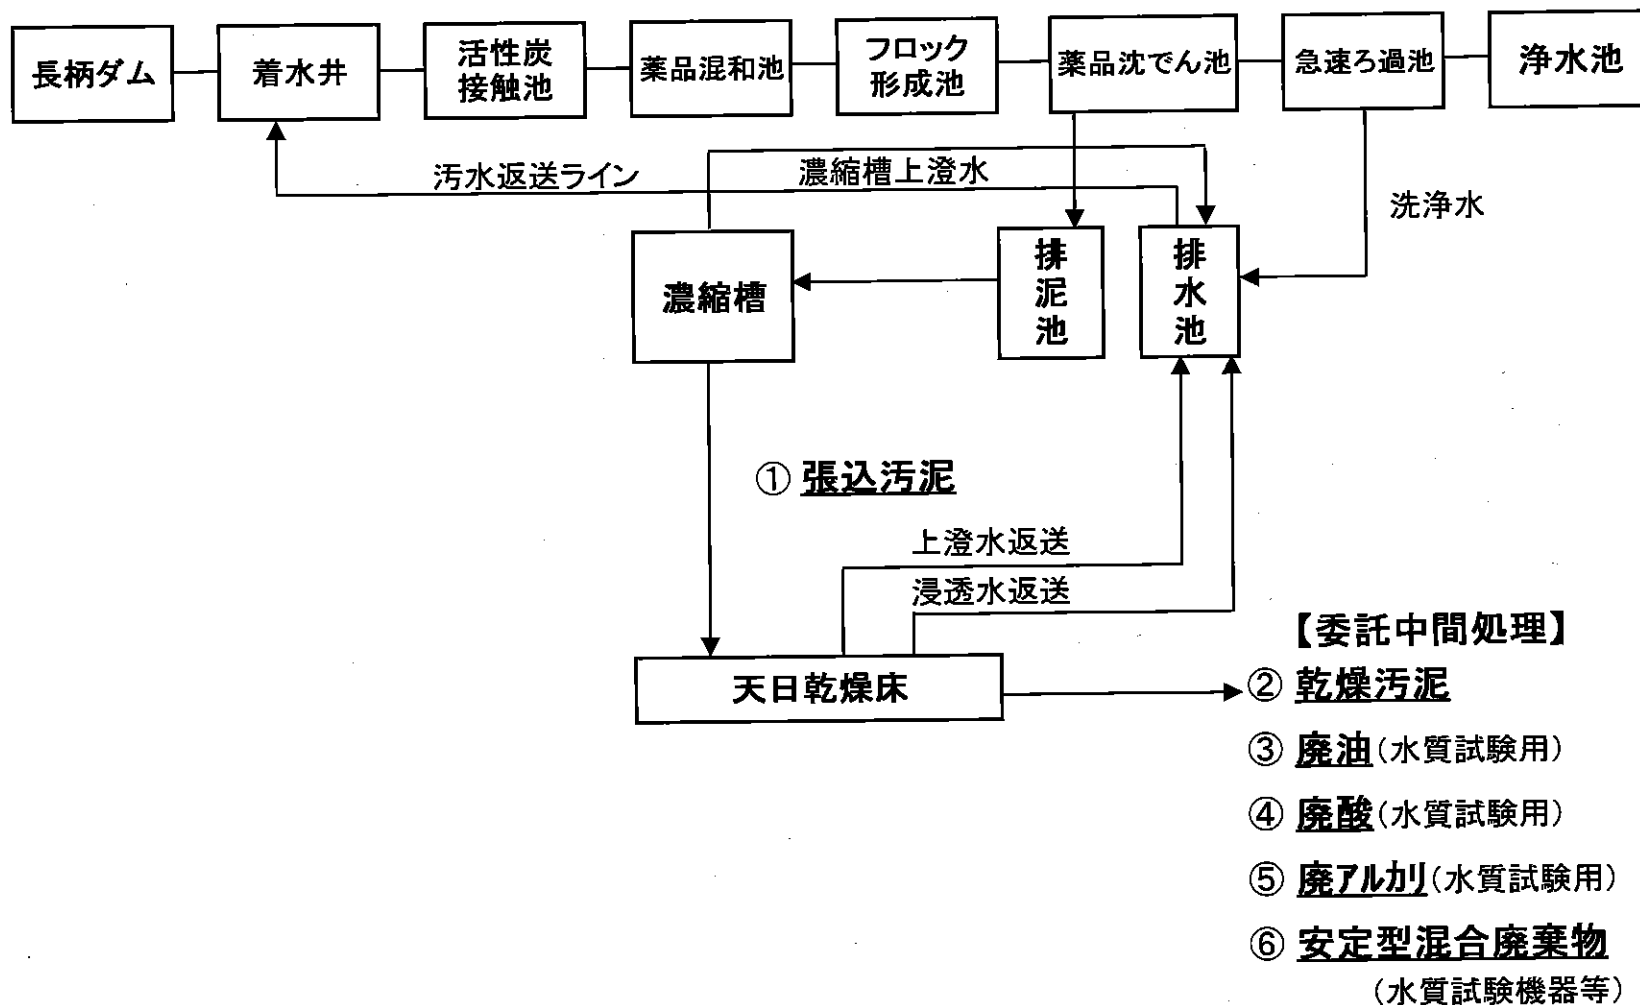 長柄ダム
着水井
活性炭
接触池
薬品混和池
フロック
形成池
薬品沈でん池
急速ろ過池
浄水池
汚水返送ライン
濃縮槽上澄水
洗浄水
濃縮槽
排泥池
排水池
① 張込汚泥
上澄水返送
浸透水返送
天日乾燥床
【委託中間処理】
② 乾燥汚泥
③ 廃油(水質試験用)
④ 廃酸(水質試験用)
⑤ 廃アルカリ(水質試験用)
⑥ 安定型混合廃棄物
(水質試験機器等)